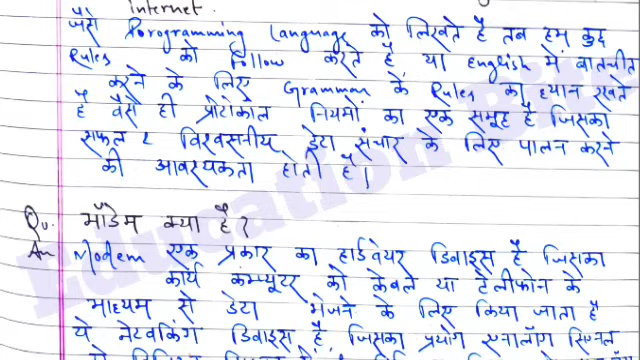 internet.
जैसे Porogramming Language को लिखते है तब हम कुछ
Rules को Follow करते है या English में बातचीत
करने के लिए Grammar के Rules का ध्यान रखते
है वैसे ही प्रोटोकोल नियमों का एक समूह है जिसका
सफल र विश्वसनीय डेटा संचार के लिए पालन करने
की आवश्यकता होती है।
Qu. मॉडेम क्या है?
An Modem एक प्रकार का हार्डवेयर डिवाइस है जिसका
कार्य कम्प्यूटर को केबल या टेलीफोन के
माध्यम से डेटा भेजने के लिए किया जाता है
ये नेटवर्किंग डिवाइस है, जिसका प्रयोग एनालॉग सिग्नल
Education